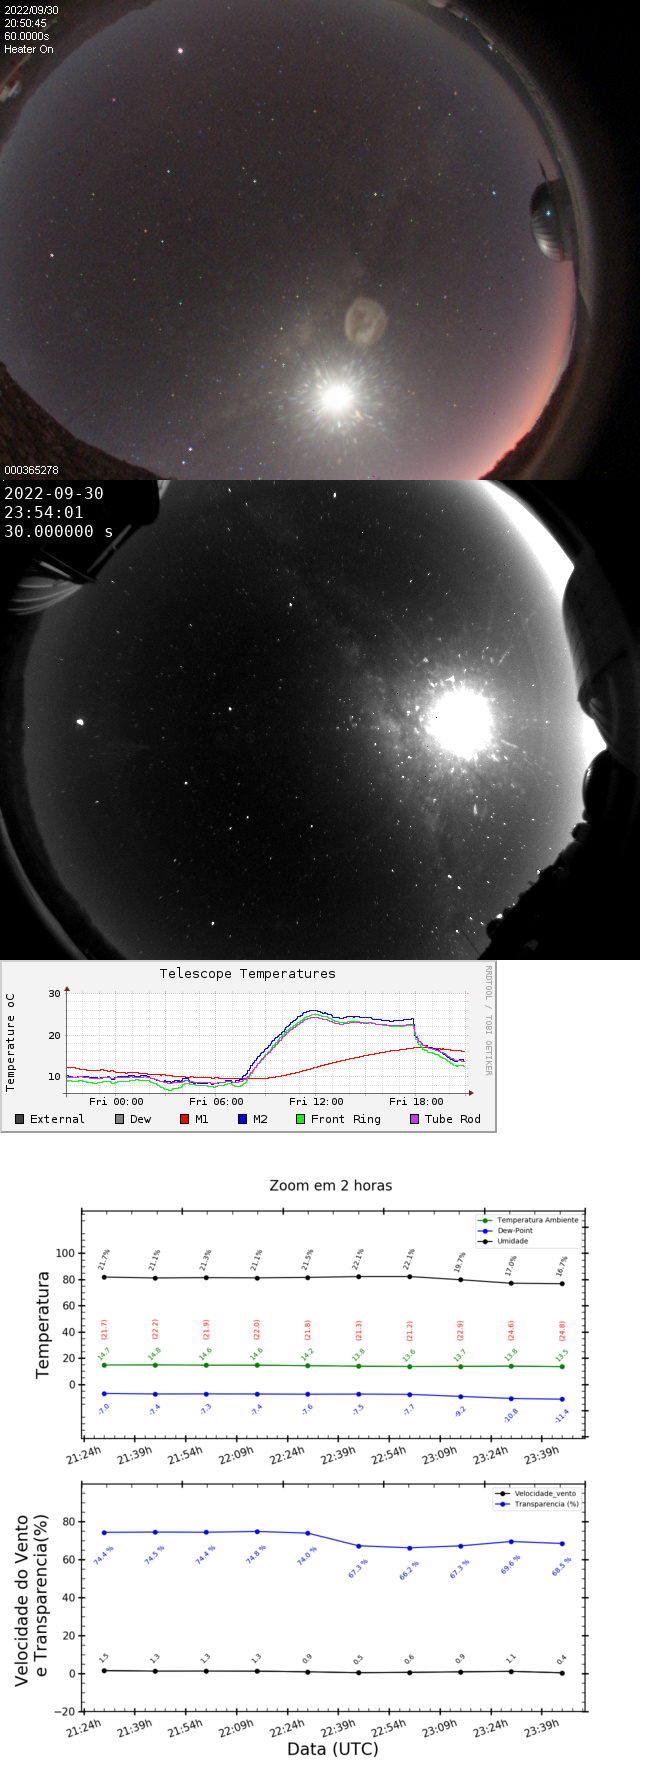 2022/09/30
20:50:45
60.0000s
Heater On
000365278
2022-09-30
23:54:01
30.000000 s
Telescope Temperatures
RRDTOOL / TOBI OETIKER
Temperature oC
30
20
10
Fri 00:00 Fri 06:00 Fri 12:00 Fri 18:00
External Dew M1 M2 Front Ring Tube Rod
Zoom em 2 horas
Temperatura Ambiente
Dew-Point
Umidade
Temperatura
100
80
60
40
20
0
21.7% 21.1% 21.3% 21.1% 21.5% 22.1% 22.1% 19.7% 17.0% 16.7%
(21.7) (22.2) (21.9) (22.0) (21.8) (21.3) (21.2) (22.9) (24.6) (24.8)
14.7 14.8 14.6 14.6 14.2 13.8 13.6 13.7 13.8 13.5
-7.0 -7.4 -7.3 -7.4 -7.6 -7.5 -7.7 -9.2 -10.8 -11.4
21:24h 21:39h 21:54h 22:09h 22:24h 22:39h 22:54h 23:09h 23:24h 23:39h
Velocidade_vento
Transparencia (%)
Velocidade do Vento
e Transparencia(%)
80
60
40
20
0
−20
74.4 % 74.5 % 74.4 % 74.8 % 74.0 % 67.3 % 66.2 % 67.3 % 69.6 % 68.5 %
1.5 1.3 1.3 1.3 0.9 0.5 0.6 0.9 1.1 0.4
21:24h 21:39h 21:54h 22:09h 22:24h 22:39h 22:54h 23:09h 23:24h 23:39h
Data (UTC)